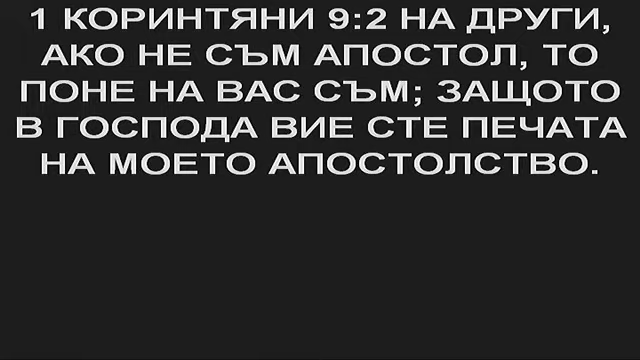 1 КОРИНТЯНИ 9:2 НА ДРУГИ,
АКО НЕ СЪМ АПОСТОЛ, ТО
ПОНЕ НА ВАС СЪМ; ЗАЩОТО
В ГОСПОДА ВИЕ СТЕ ПЕЧАТА
НА МОЕТО АПОСТОЛСТВО.